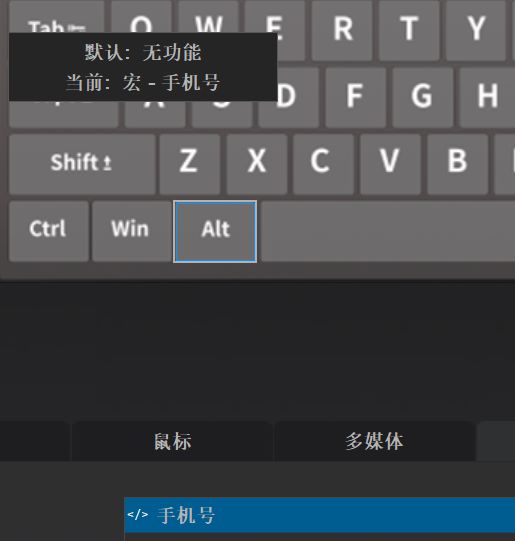 Tab Q W E R T Y
默认: 无功能
当前: 宏 - 手机号
D F G H
Shift Z X C V B
Ctrl Win Alt
鼠标 多媒体
</> 手机号